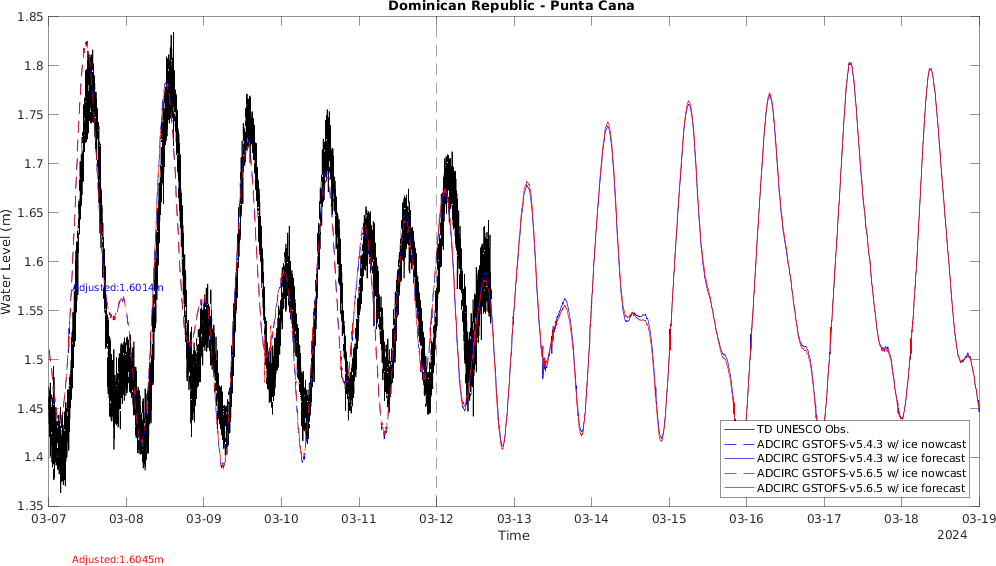 Dominican Republic - Punta Cana
Water Level (m)
1.85
1.8
1.75
1.7
1.65
1.6
1.55
1.5
1.45
1.4
1.35
Adjusted:1.6014m
TD UNESCO Obs.
ADCIRC GSTOFS-v5.4.3 w/ ice nowcast
ADCIRC GSTOFS-v5.4.3 w/ ice forecast
ADCIRC GSTOFS-v5.6.5 w/ ice nowcast
ADCIRC GSTOFS-v5.6.5 w/ ice forecast
03-07 03-08 03-09 03-10 03-11 03-12 03-13 03-14 03-15 03-16 03-17 03-18 03-19
Time
2024
Adjusted:1.6045m